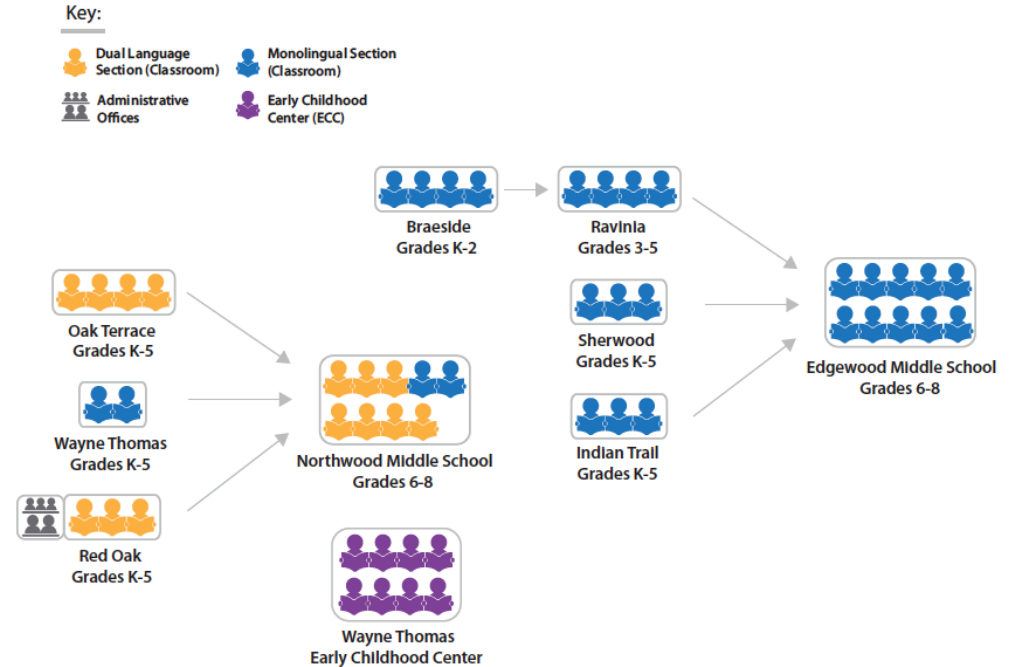 Key:
Dual Language
Section (Classroom)
Monolingual Section
(Classroom)
Administrative
Offices
Early Childhood
Center (ECC)
Braeside
Grades K-2
Ravinia
Grades 3-5
Oak Terrace
Grades K-5
Sherwood
Grades K-5
Edgewood Middle School
Grades 6-8
Wayne Thomas
Grades K-5
Northwood Middle School
Grades 6-8
Indian Trail
Grades K-5
Red Oak
Grades K-5
Wayne Thomas
Early Childhood Center